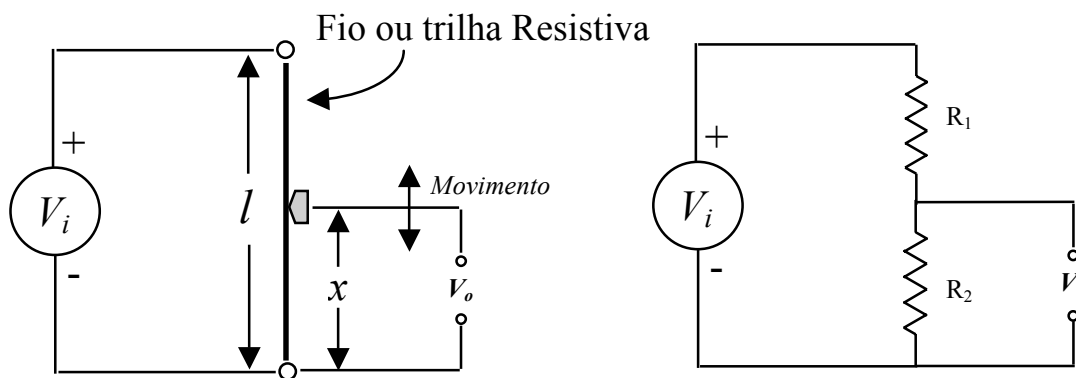 Fio ou trilha Resistiva
+
V_i
-
l
Movimento
x
V_o
+
V_i
-
R_1
R_2
V